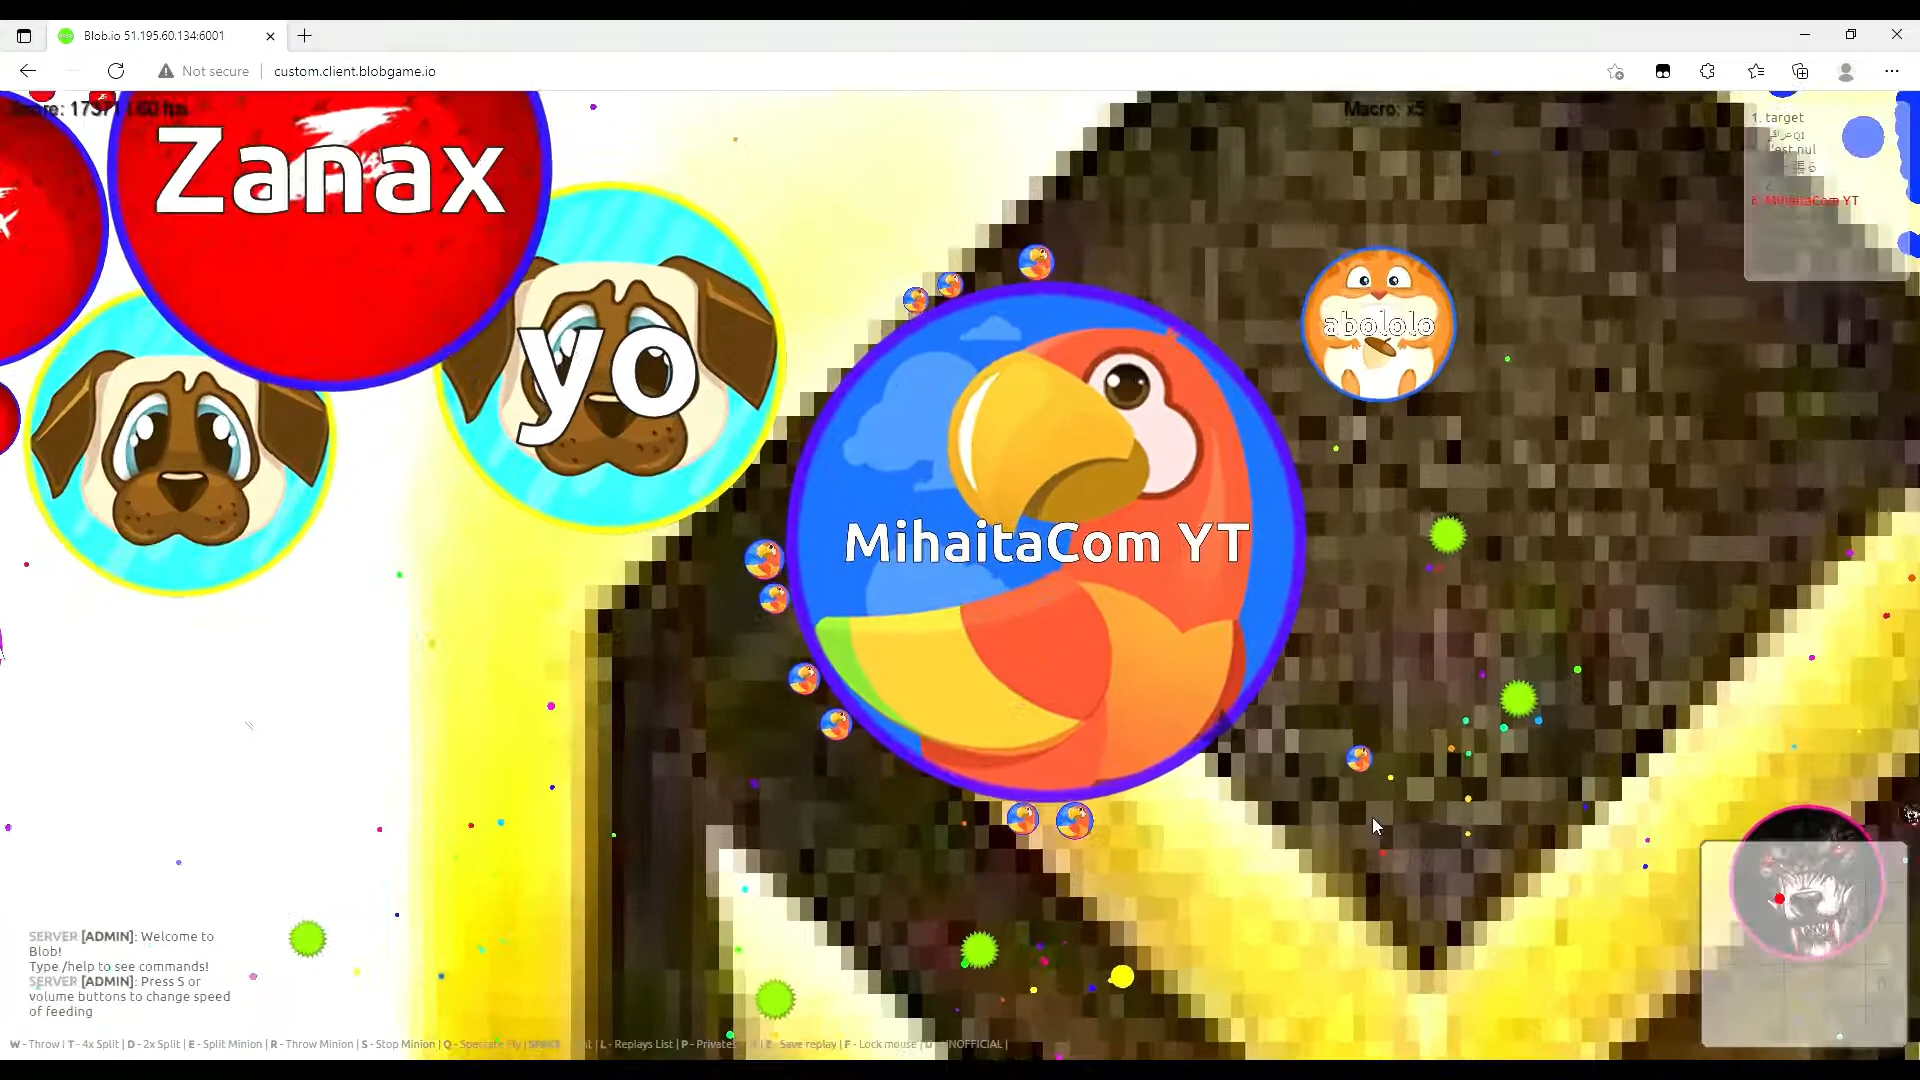 Blob.io 51.195.60.134:6001
Not secure
custom.client.blobgame.io
Macro: x5
1. target
6. MihaitaCom YT
Zanax
yo
abololo
MihaitaCom YT
SERVER [ADMIN]: Welcome to
Blob!
Type /help to see commands!
SERVER [ADMIN]: Press S or
volume buttons to change speed
of feeding
W - Throw | T - 4x Split | D - 2x Split | E - Split Minion | R - Throw Minion | S - Stop Minion | Q - | L - Replays List | P - Private Save replay | F - Lock mouse |